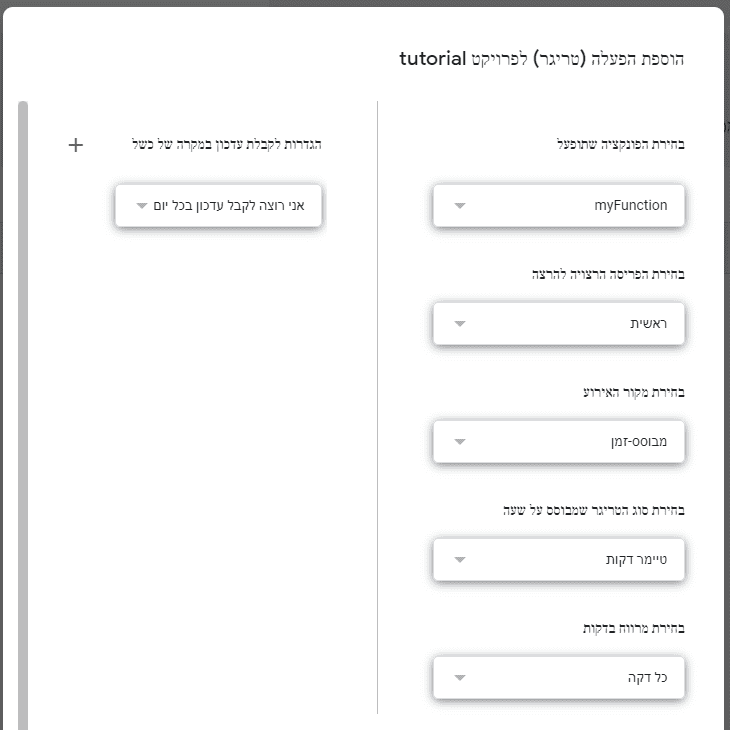 הוספת הפעלה (טריגר) לפרויקט tutorial
בחירת הפונקציה שתופעל
myFunction
בחירת הפריסה הרצויה להרצה
ראשית
בחירת מקור האירוע
מבוסס-זמן
בחירת סוג הטריגר שמבוסס על שעה
טיימר דקות
בחירת מרווח בדקות
כל דקה
הגדרות לקבלת עדכון במקרה של כשל
+
אני רוצה לקבל עדכון בכל יום